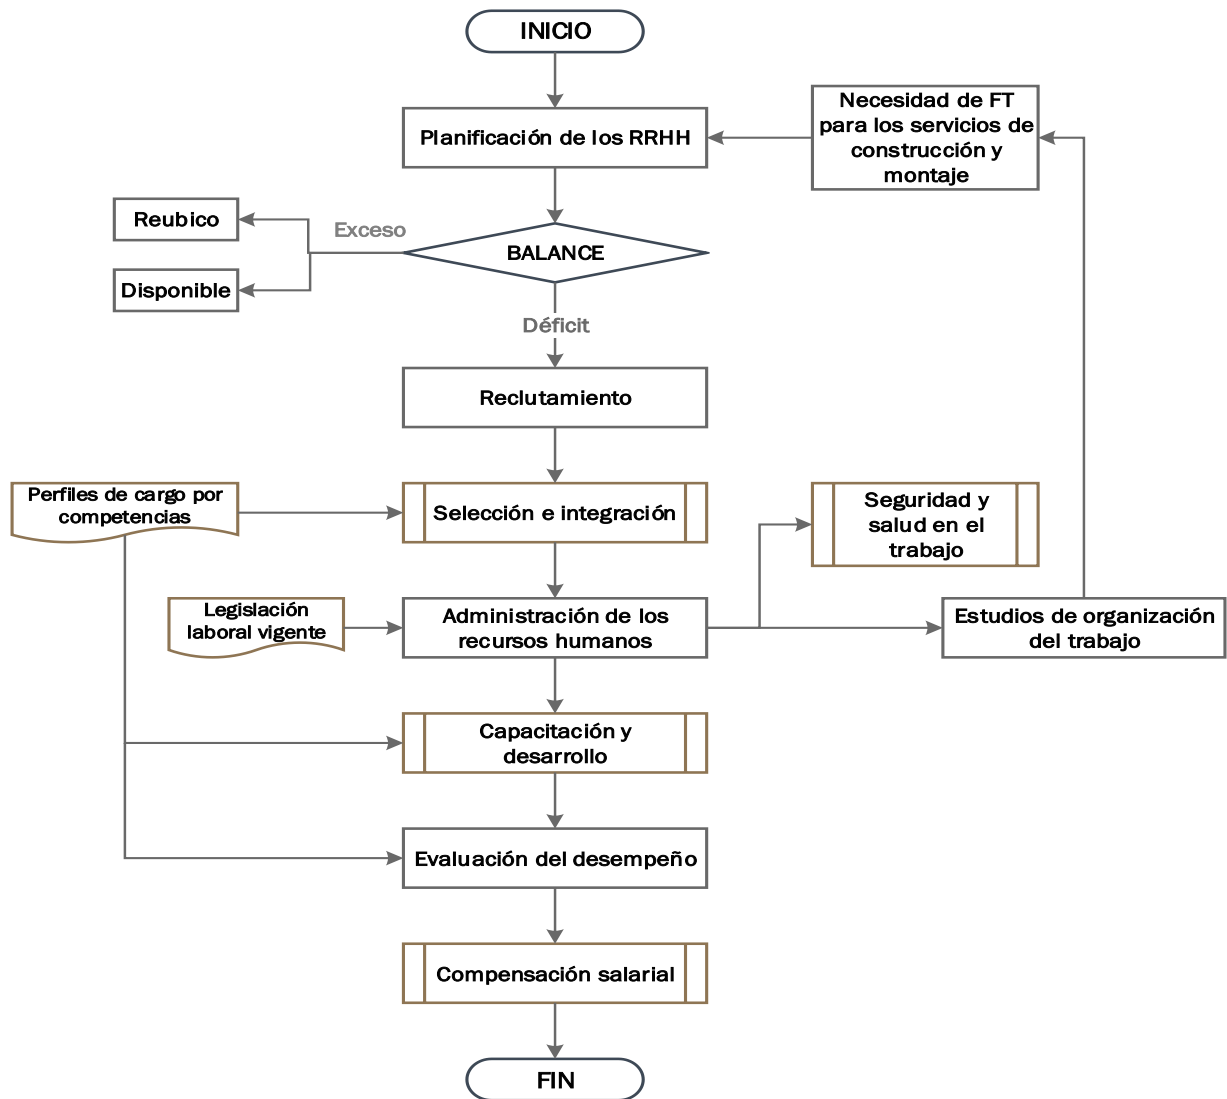 INICIO
Planificación de los RRHH
Necesidad de FT
para los servicios de
construcción y
montaje
Reubico
Exceso
BALANCE
Disponible
Déficit
Reclutamiento
Perfiles de cargo por
competencias
Selección e integración
Seguridad y
salud en el
trabajo
Legislación
laboral vigente
Administración de los
recursos humanos
Estudios de organización
del trabajo
Capacitación y
desarrollo
Evaluación del desempeño
Compensación salarial
FIN